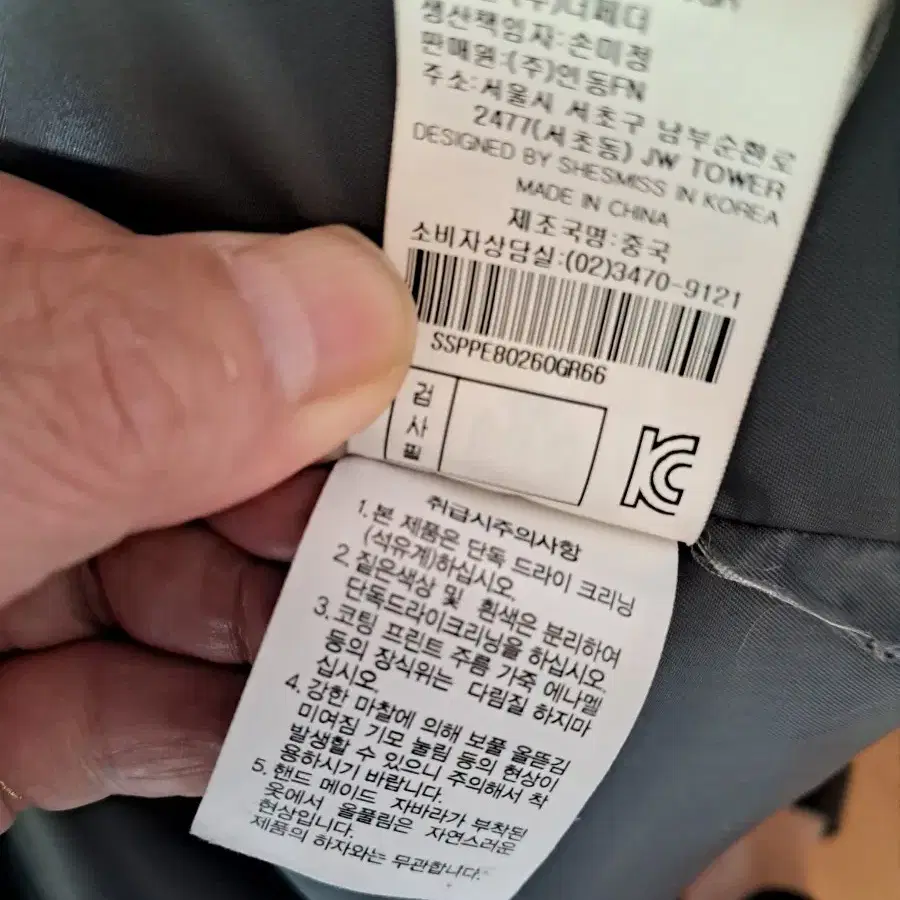 (주)더페더
생산책임자:손미정
판매원:(주)연동FN
주소:서울시 서초구 남부순환로
2477(서초동) JW TOWER
DESIGNED BY SHESMISS IN KOREA
MADE IN CHINA
제조국명:중국
소비자상담실:(02)3470-9121
SSPPE80260GR66
검
사
필
취급시주의사항
1. 본 제품은 단독 드라이 크리닝
(석유계)하십시오.
2 짙은색상 및 흰색은 분리하여
단독드라이크리닝을 하십시오.
3. 코팅 프린트 주름 가죽 에나멜
동의 장식위는 다림질 하지마
십시오.
4. 강한 마찰에 의해 보풀 올뜯김
미여짐 기모 눌림 동의 현상이
발생할 수 있으니 주의해서 착
용하시기 바랍니다.
5. 핸드 메이드 자바라가 부착된
옷에서 올풀림은 자연스러운
현상입니다.
제품의 하자와는 무관합니다.